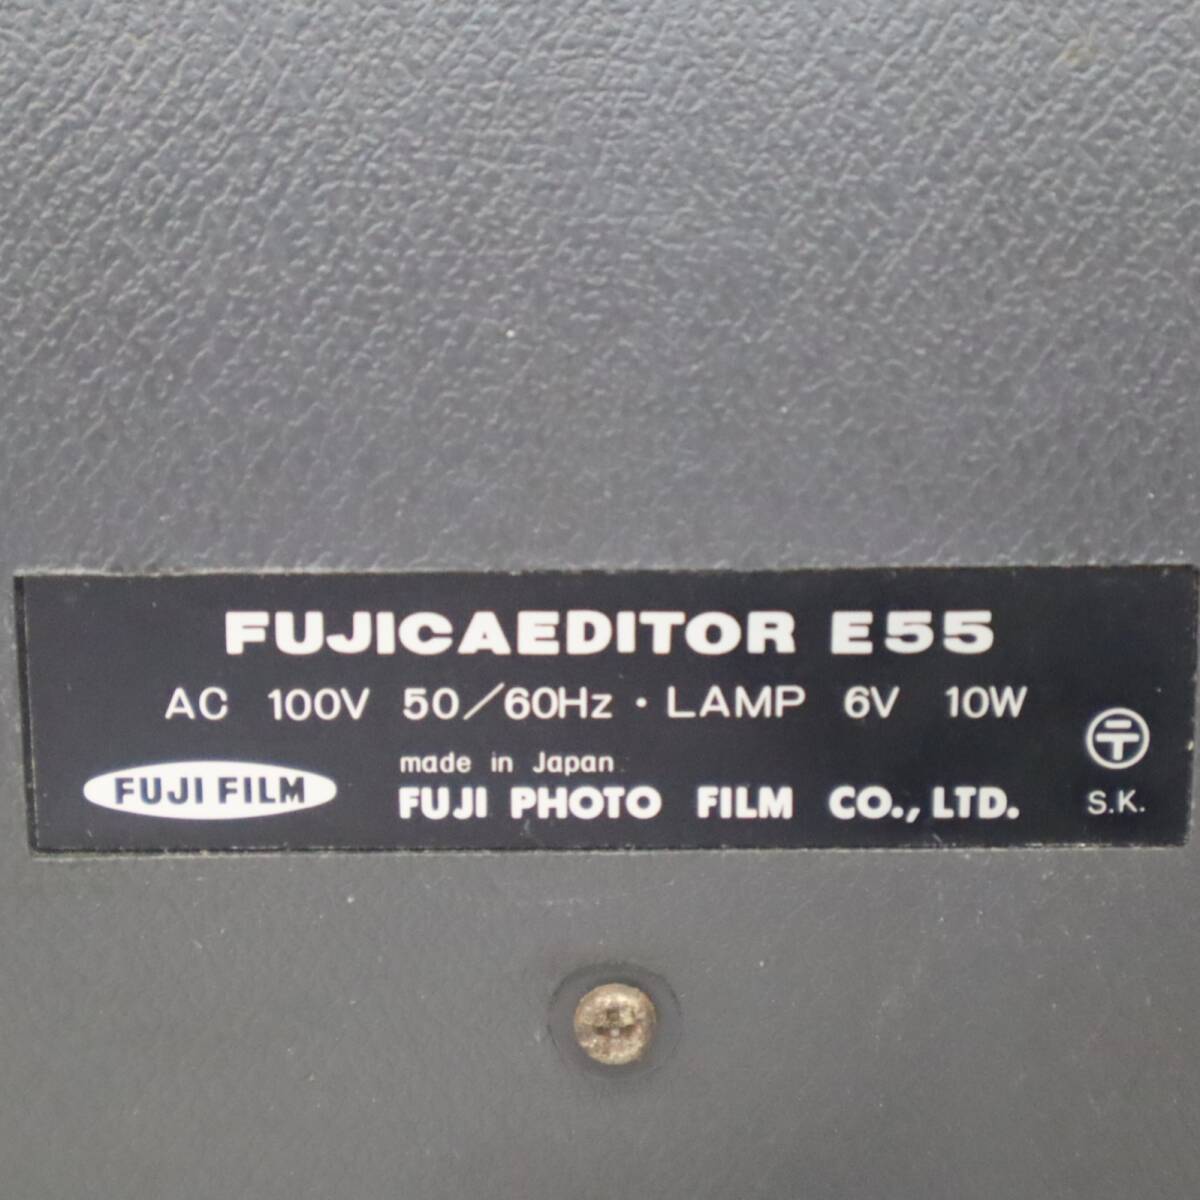 FUJICAEDITOR E55
AC 100V 50/60Hz · LAMP 6V 10W
made in Japan
FUJI FILM
FUJI PHOTO FILM CO., LTD.
〒
S.K.